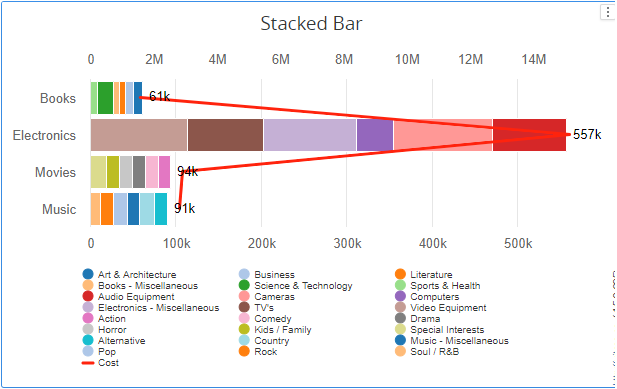 Stacked Bar
0 2M 4M 6M 8M 10M 12M 14M
Books 61k
Electronics 557k
Movies 94k
Music 91k
0 100k 200k 300k 400k 500k
Art & Architecture Business Literature
Books - Miscellaneous Science & Technology Sports & Health
Audio Equipment Cameras Computers
Electronics - Miscellaneous TV's Video Equipment
Action Comedy Drama
Horror Kids / Family Special Interests
Alternative Country Music - Miscellaneous
Pop Rock Soul / R&B
Cost